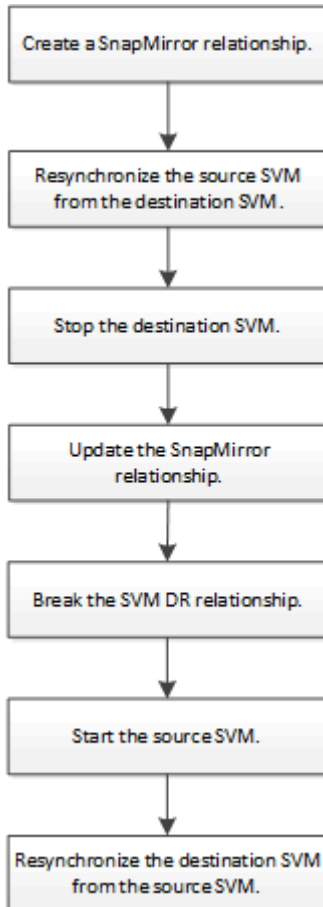 Create a SnapMirror relationship.
Resynchronize the source SVM
from the destination SVM.
Stop the destination SVM.
Update the SnapMirror
relationship.
Break the SVM DR relationship.
Start the source SVM.
Resynchronize the destination SVM
from the source SVM.